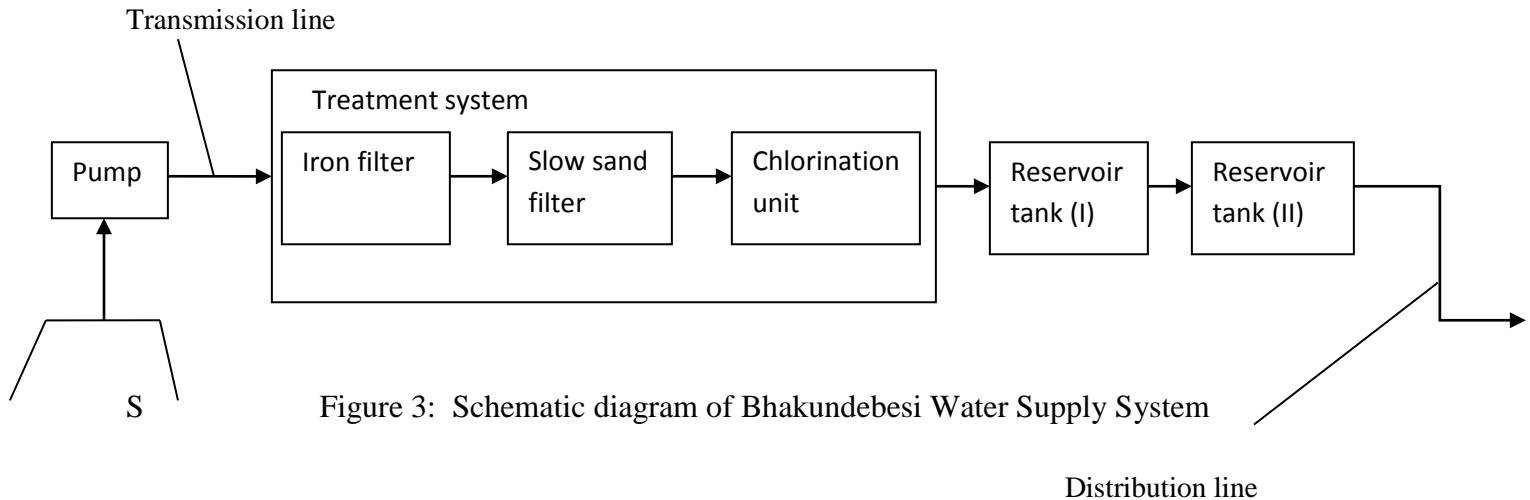 Transmission line
Treatment system
Pump
Iron filter
Slow sand
filter
Chlorination
unit
Reservoir
tank (I)
Reservoir
tank (II)
S
Figure 3: Schematic diagram of Bhakundebesi Water Supply System
Distribution line